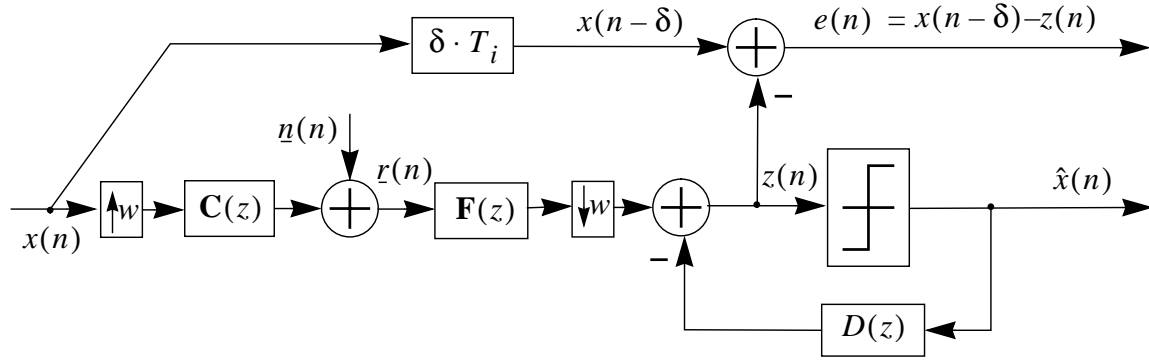 δ · T_i
x(n – δ)
e(n) = x(n – δ)–z(n)
–
n(n)
r(n)
x(n)
↑w
C(z)
F(z)
↓w
z(n)
x̂(n)
–
D(z)